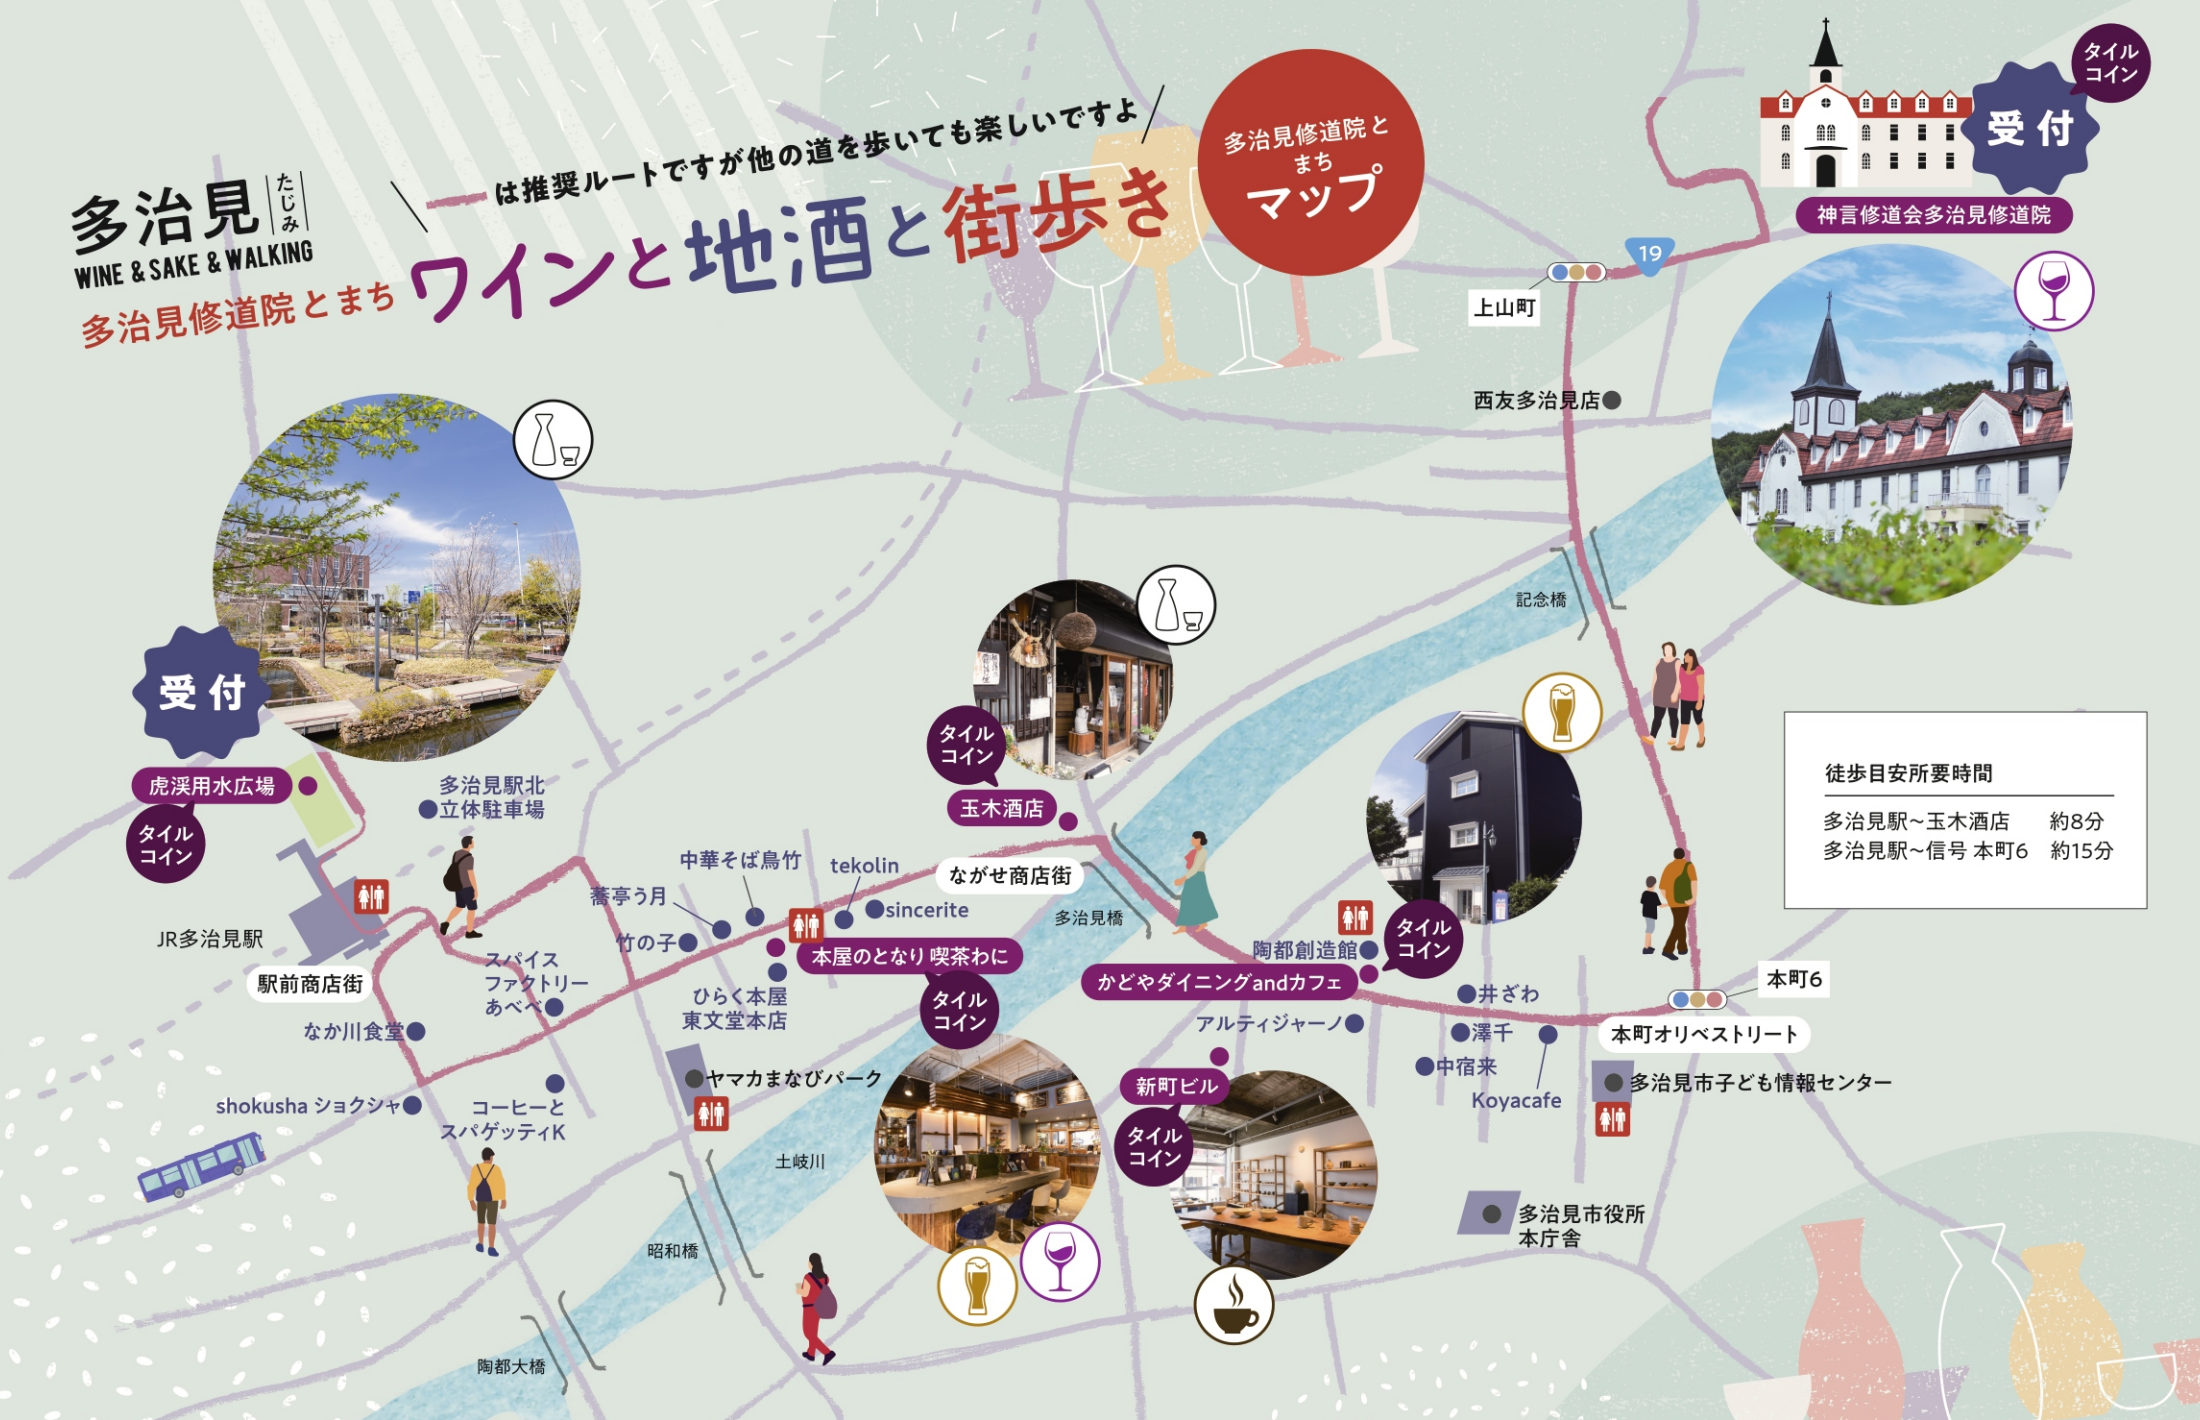 多治見
たじみ
WINE & SAKE & WALKING
は推奨ルートですが他の道を歩いても楽しいですよ
多治見修道院とまち
ワインと地酒と街歩き
多治見修道院と
まち
マップ
タイル
コイン
受付
神言修道会多治見修道院
19
上山町
西友多治見店
記念橋
受付
虎渓用水広場
タイル
コイン
多治見駅北
立体駐車場
JR多治見駅
駅前商店街
なか川食堂
shokusha ショクシャ
スパイス
ファクトリー
あべべ
コーヒーと
スパゲッティK
中華そば鳥竹
蕎亭う月
竹の子
tekolin
sincerite
本屋のとなり 喫茶わに
タイル
コイン
ひらく本屋
東文堂本店
ヤマカまなびパーク
土岐川
昭和橋
陶都大橋
タイル
コイン
玉木酒店
ながせ商店街
多治見橋
陶都創造館
タイル
コイン
かどやダイニングandカフェ
アルティジャーノ
新町ビル
タイル
コイン
井ざわ
澤千
中宿来
Koyacafe
本町6
本町オリベストリート
多治見市子ども情報センター
多治見市役所
本庁舎
徒歩目安所要時間
多治見駅~玉木酒店 約8分
多治見駅~信号 本町6 約15分